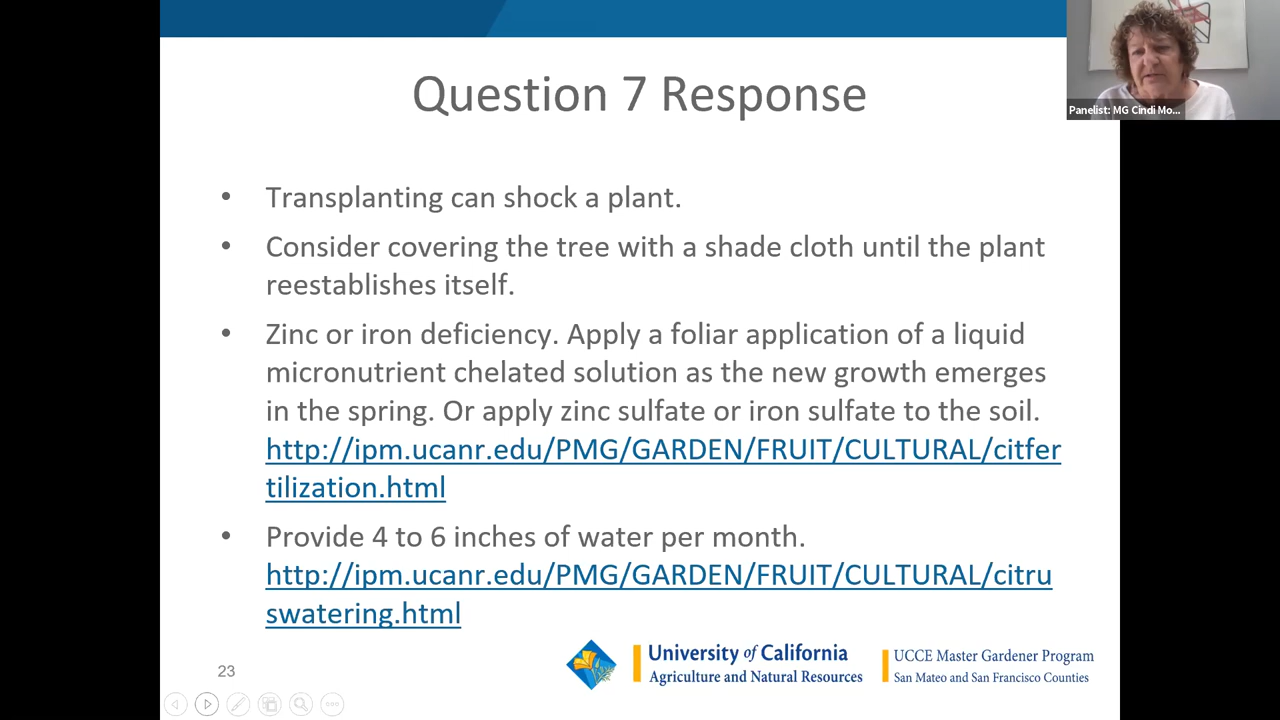 Question 7 Response
Panelist: MG Cindi Mo...
• Transplanting can shock a plant.
• Consider covering the tree with a shade cloth until the plant
reestablishes itself.
• Zinc or iron deficiency. Apply a foliar application of a liquid
micronutrient chelated solution as the new growth emerges
in the spring. Or apply zinc sulfate or iron sulfate to the soil.
http://ipm.ucanr.edu/PMG/GARDEN/FRUIT/CULTURAL/citfer
tilization.html
• Provide 4 to 6 inches of water per month.
http://ipm.ucanr.edu/PMG/GARDEN/FRUIT/CULTURAL/citru
swatering.html
23
University of California
Agriculture and Natural Resources
UCCE Master Gardener Program
San Mateo and San Francisco Counties